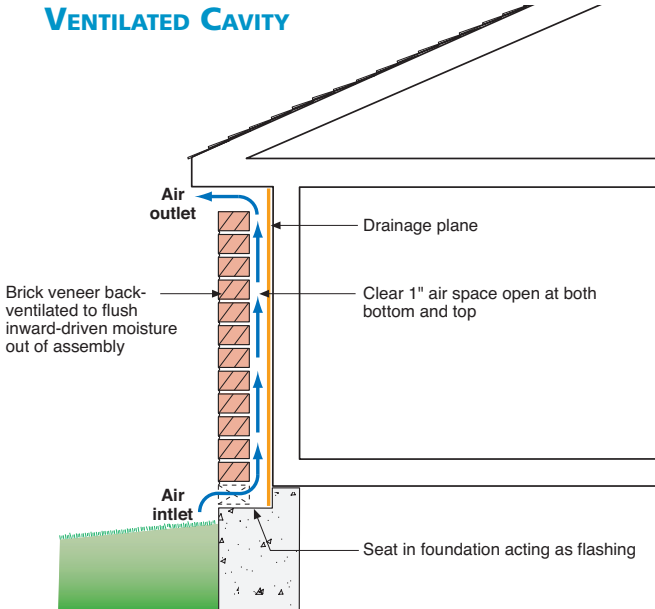 VENTILATED CAVITY
Air
outlet
Drainage plane
Brick veneer back-
ventilated to flush
inward-driven moisture
out of assembly
Clear 1" air space open at both
bottom and top
Air
intlet
Seat in foundation acting as flashing